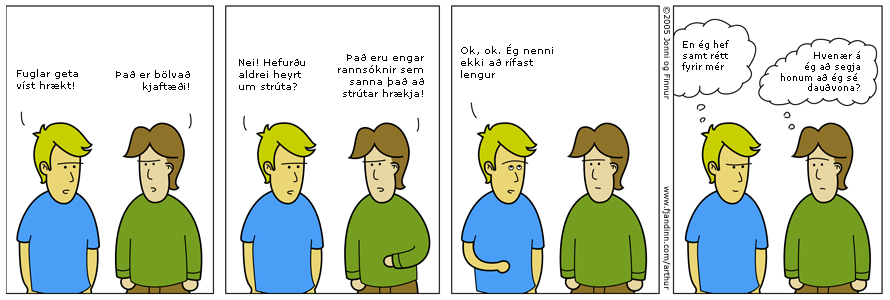 Fuglar geta
víst hrækt!
Það er bölvað
kjaftæði!
Nei! Hefurðu
aldrei heyrt
um strúta?
Það eru engar
rannsóknir sem
sanna það að
strútar hrækja!
Ok, ok. Ég nenni
ekki að rífast
lengur
©2005 Jónni og Finnur
www.fjandinn.com/arthur
En ég hef
samt rétt
fyrir mér
Hvenær á
ég að segja
honum að ég sé
dauðvona?